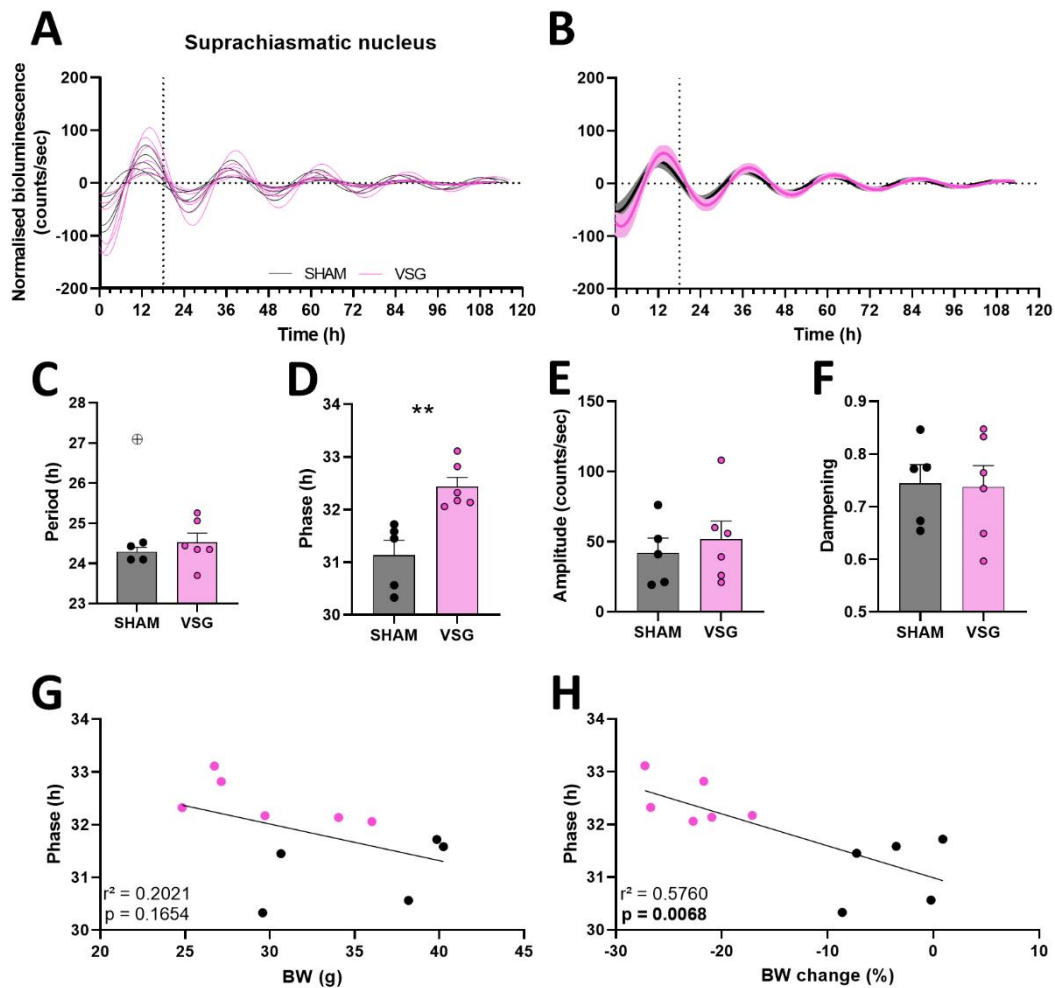 A
Suprachiasmatic nucleus
Normalised bioluminescence
(counts/sec)
200
100
0
-100
-200
SHAM
VSG
0 12 24 36 48 60 72 84 96 108 120
Time (h)
B
200
100
0
-100
-200
0 12 24 36 48 60 72 84 96 108 120
Time (h)
C
Period (h)
28
27
26
25
24
23
SHAM VSG
D
Phase (h)
34
33
32
31
30
**
SHAM VSG
E
Amplitude (counts/sec)
150
100
50
0
SHAM VSG
F
Dampening
0.9
0.8
0.7
0.6
0.5
SHAM VSG
G
Phase (h)
34
33
32
31
30
r² = 0.2021
p = 0.1654
20 25 30 35 40 45
BW (g)
H
Phase (h)
34
33
32
31
30
r² = 0.5760
p = 0.0068
-30 -20 -10 0 10
BW change (%)